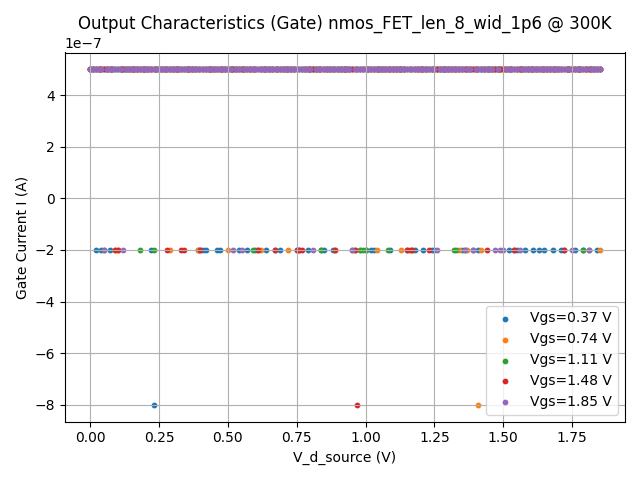 Output Characteristics (Gate) nmos_FET_len_8_wid_1p6 @ 300K
1e−7
4
2
0
−2
−4
−6
−8
Gate Current I (A)
Vgs=0.37 V
Vgs=0.74 V
Vgs=1.11 V
Vgs=1.48 V
Vgs=1.85 V
0.00 0.25 0.50 0.75 1.00 1.25 1.50 1.75
V_d_source (V)